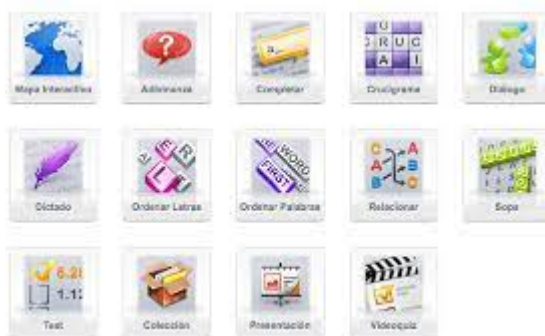 Mapa Interactivo
Adivinanza
Completar
Crucigrama
Diálogo
Dictado
Ordenar Letras
Ordenar Palabras
Relacionar
Sopa
Test
Colección
Presentación
Videoquiz